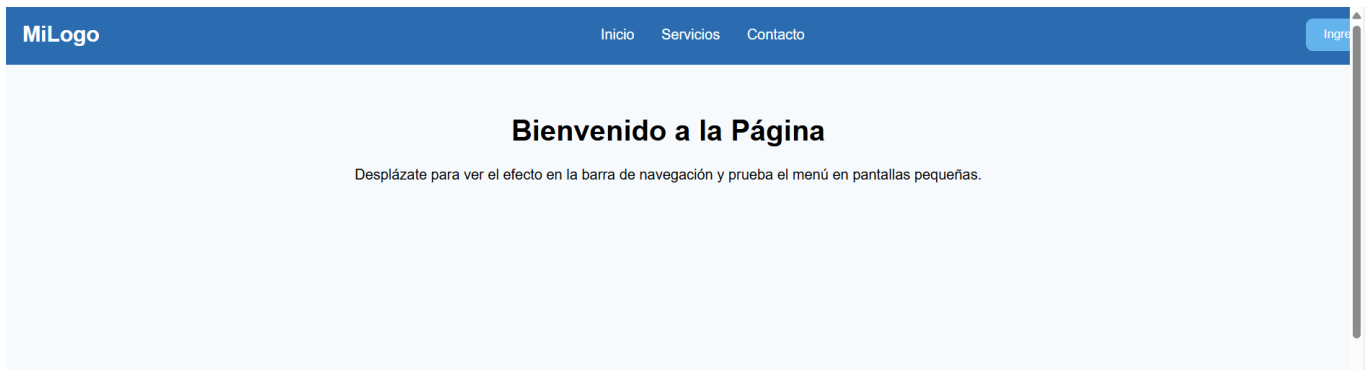 MiLogo Inicio Servicios Contacto Ingre
Bienvenido a la Página
Desplázate para ver el efecto en la barra de navegación y prueba el menú en pantallas pequeñas.